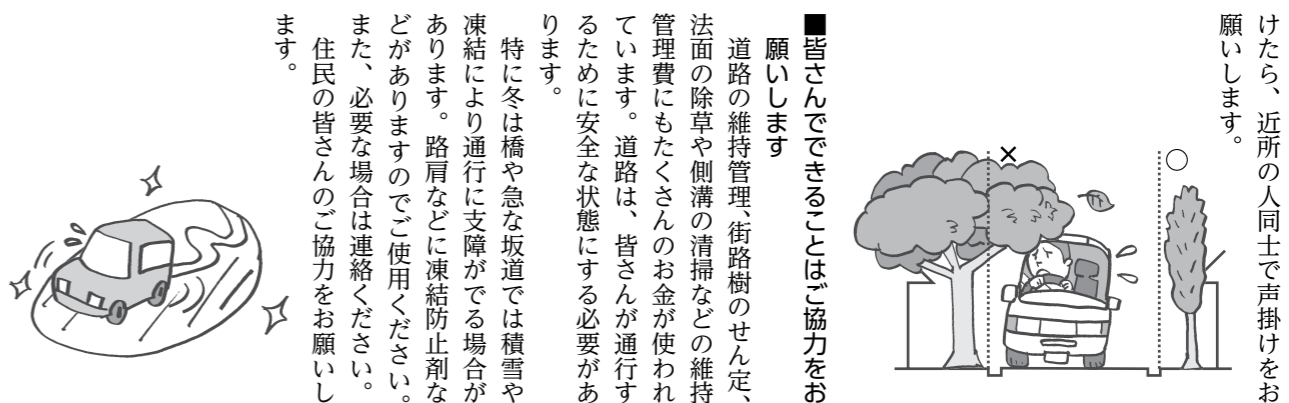 けたら、近所の人同士で声掛けをお
願いします。
○
×
■皆さんでできることはご協力をお
願いします
道路の維持管理、街路樹のせん定、
法面の除草や側溝の清掃などの維持
管理費にもたくさんのお金が使われ
ています。道路は、皆さんが通行す
るために安全な状態にする必要があ
ります。
特に冬は橋や急な坂道では積雪や
凍結により通行に支障がでる場合が
あります。路肩などに凍結防止剤な
どがありますのでご使用ください。
また、必要な場合は連絡ください。
住民の皆さんのご協力をお願いし
ます。